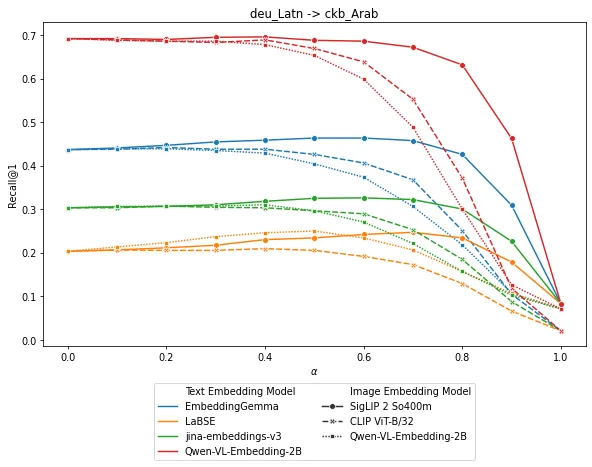 deu_Latn -> ckb_Arab
Recall@1
0.7
0.6
0.5
0.4
0.3
0.2
0.1
0.0
0.0 0.2 0.4 0.6 0.8 1.0
α
Text Embedding Model Image Embedding Model
EmbeddingGemma SigLIP 2 So400m
LaBSE CLIP ViT-B/32
jina-embeddings-v3 Qwen-VL-Embedding-2B
Qwen-VL-Embedding-2B